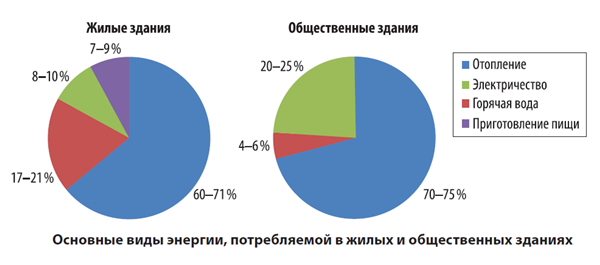 Жилые здания
7–9 %
8–10 %
17–21 %
60–71 %
Общественные здания
20–25 %
4–6 %
70–75 %
Отопление
Электричество
Горячая вода
Приготовление пищи
Основные виды энергии, потребляемой в жилых и общественных зданиях